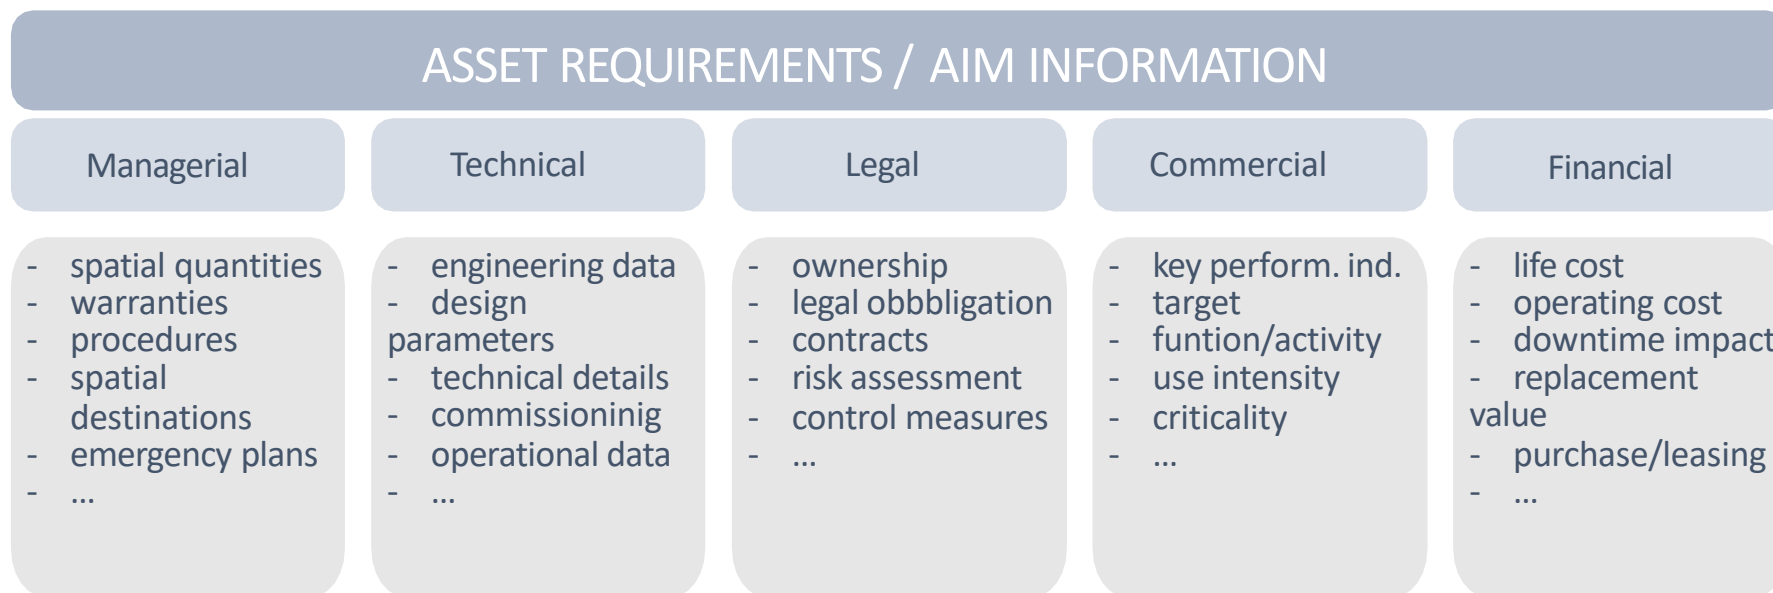 ASSET REQUIREMENTS / AIM INFORMATION
Managerial
- spatial quantities
- warranties
- procedures
- spatial
destinations
- emergency plans
- ...
Technical
- engineering data
- design
parameters
- technical details
- commissioninig
- operational data
- ...
Legal
- ownership
- legal obbbligation
- contracts
- risk assessment
- control measures
- ...
Commercial
- key perform. ind.
- target
- funtion/activity
- use intensity
- criticality
- ...
Financial
- life cost
- operating cost
- downtime impact
- replacement
value
- purchase/leasing
- ...